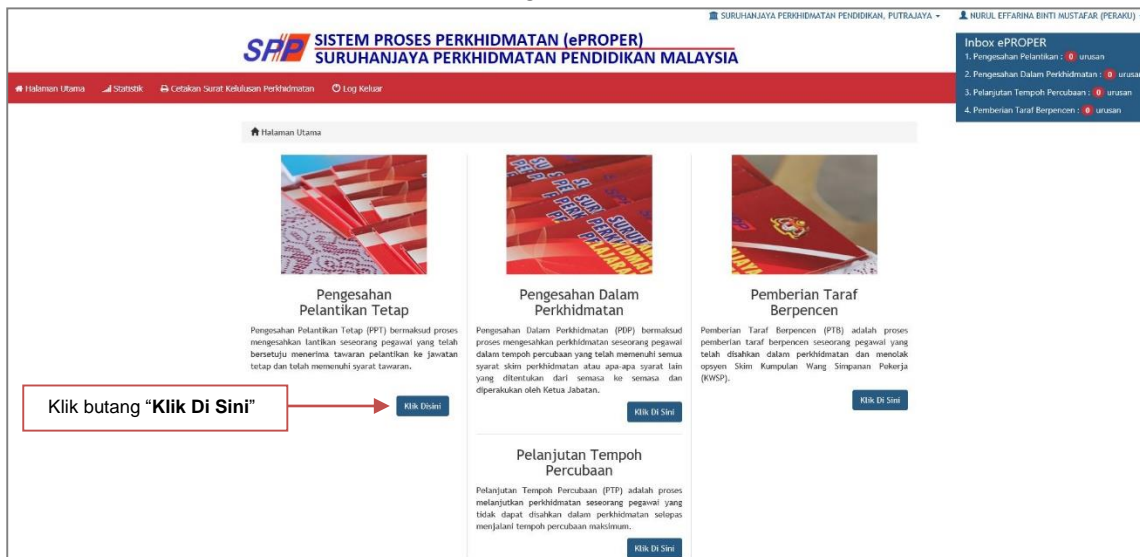 SURUHANJAYA PERKHIDMATAN PENDIDIKAN, PUTRAJAYA
NURUL EFFARINA BINTI MUSTAFAR (PERAKU)
SPP
SISTEM PROSES PERKHIDMATAN (ePROPER)
SURUHANJAYA PERKHIDMATAN PENDIDIKAN MALAYSIA
Inbox ePROPER
1. Pengesahan Pelantikan : 0 urusan
2. Pengesahan Dalam Perkhidmatan : 0 urusan
3. Pelanjutan Tempoh Percubaan : 0 urusan
4. Pemberian Taraf Berpencen : 0 urusan
Halaman Utama Statistik Cetakan Surat Kelulusan Perkhidmatan Log Keluar
Halaman Utama
Pengesahan
Pelantikan Tetap
Pengesahan Pelantikan Tetap (PPT) bermaksud proses
mengesahkan lantikan seseorang pegawai yang telah
bersetuju menerima tawaran pelantikan ke jawatan
tetap dan telah memenuhi syarat tawaran.
Klik Disini
Klik butang “Klik Di Sini”
Pengesahan Dalam
Perkhidmatan
Pengesahan Dalam Perkhidmatan (PDP) bermaksud
proses mengesahkan perkhidmatan seseorang pegawai
dalam tempoh percubaan yang telah memenuhi semua
syarat skim perkhidmatan atau apa-apa syarat lain
yang ditentukan dari semasa ke semasa dan
diperakukan oleh Ketua Jabatan.
Klik Di Sini
Pelanjutan Tempoh
Percubaan
Pelanjutan Tempoh Percubaan (PTP) adalah proses
melanjutkan perkhidmatan seseorang pegawai yang
tidak dapat disahkan dalam perkhidmatan selepas
menjalani tempoh percubaan maksimum.
Klik Di Sini
Pemberian Taraf
Berpencen
Pemberian Taraf Berpencen (PTB) adalah proses
pemberian taraf berpencen seseorang pegawai yang
telah disahkan dalam perkhidmatan dan menolak
opsyen Skim Kumpulan Wang Simpanan Pekerja
(KWSP).
Klik Di Sini